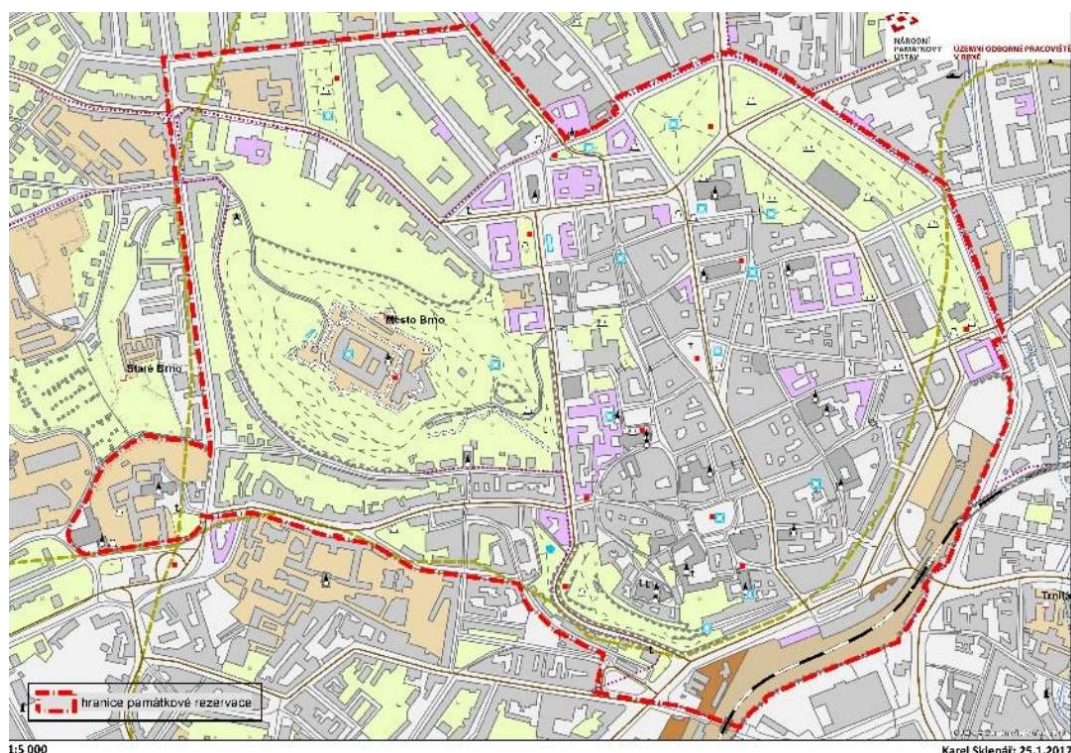 NÁRODNÍ
PAMÁTKOVÝ
ÚSTAV
ÚZEMNÍ ODBORNÉ PRACOVIŠTĚ
V BRNĚ
Město Brno
Staré Brno
hranice památkové rezervace
1:5 000
Karel Sklenář; 25.1.2012